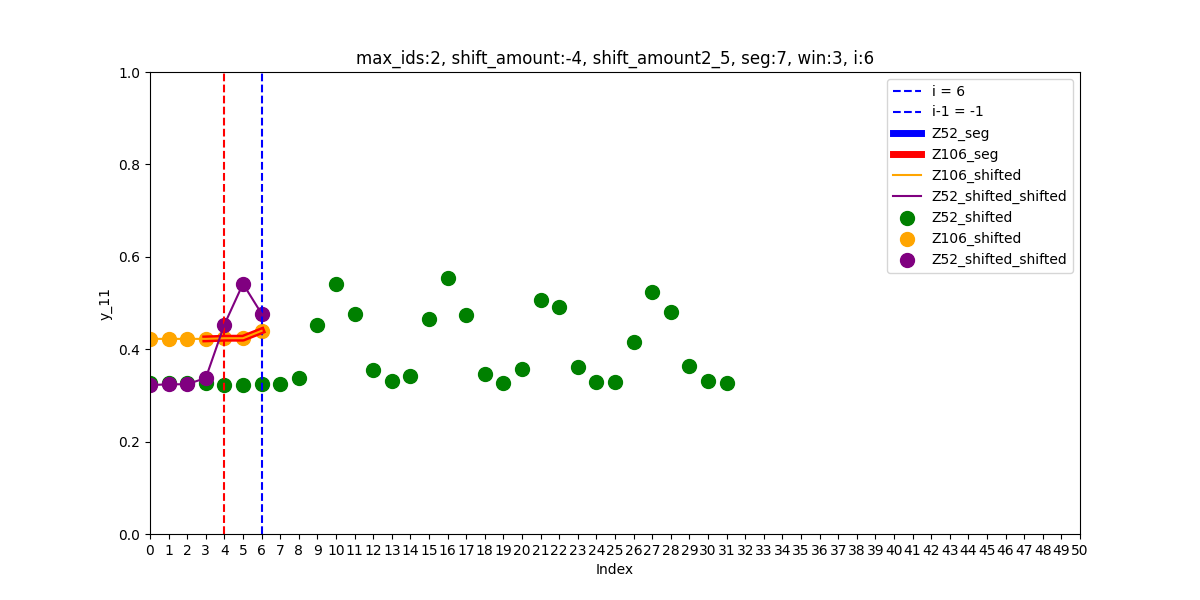 max_ids:2, shift_amount:-4, shift_amount2_5, seg:7, win:3, i:6
1.0
0.8
0.6
0.4
0.2
0.0
y_11
i = 6
i-1 = -1
Z52_seg
Z106_seg
Z106_shifted
Z52_shifted_shifted
Z52_shifted
Z106_shifted
Z52_shifted_shifted
0 1 2 3 4 5 6 7 8 9 10 11 12 13 14 15 16 17 18 19 20 21 22 23 24 25 26 27 28 29 30 31 32 33 34 35 36 37 38 39 40 41 42 43 44 45 46 47 48 49 50
Index